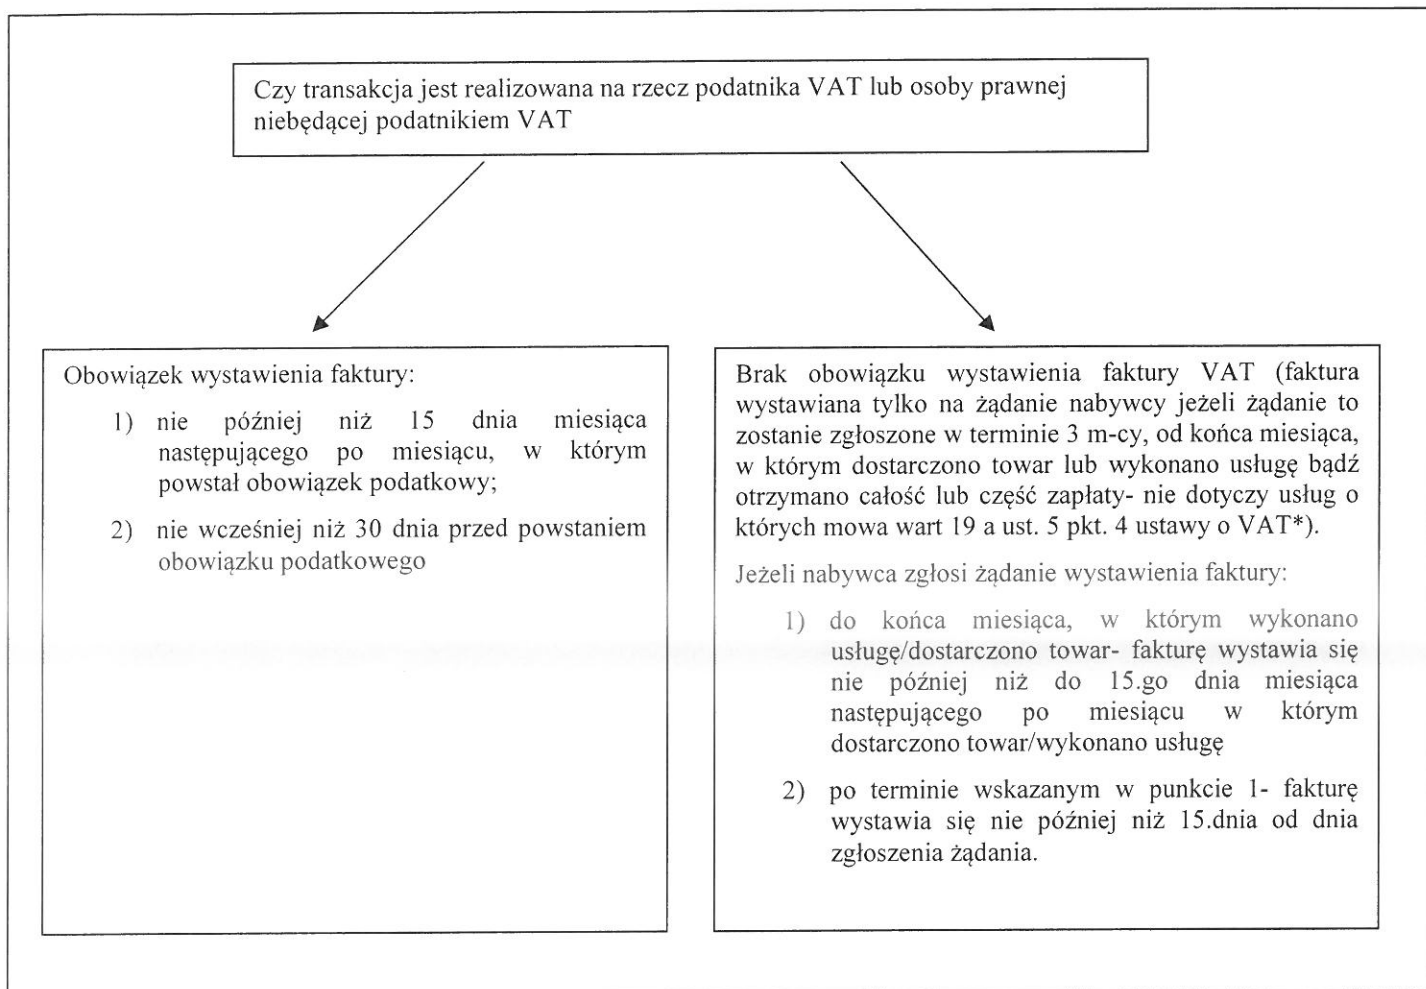 Czy transakcja jest realizowana na rzecz podatnika VAT lub osoby prawnej
niebędącej podatnikiem VAT
Obowiązek wystawienia faktury:
1) nie później niż 15 dnia miesiąca
następującego po miesiącu, w którym
powstał obowiązek podatkowy;
2) nie wcześniej niż 30 dnia przed powstaniem
obowiązku podatkowego
Brak obowiązku wystawienia faktury VAT (faktura
wystawiana tylko na żądanie nabywcy jeżeli żądanie to
zostanie zgłoszone w terminie 3 m-cy, od końca miesiąca,
w którym dostarczono towar lub wykonano usługę bądź
otrzymano całość lub część zapłaty- nie dotyczy usług o
których mowa wart 19 a ust. 5 pkt. 4 ustawy o VAT*).
Jeżeli nabywca zgłosi żądanie wystawienia faktury:
1) do końca miesiąca, w którym wykonano
usługę/dostarczono towar- fakturę wystawia się
nie później niż do 15.go dnia miesiąca
następującego po miesiącu w którym
dostarczono towar/wykonano usługę
2) po terminie wskazanym w punkcie 1- fakturę
wystawia się nie później niż 15.dnia od dnia
zgłoszenia żądania.